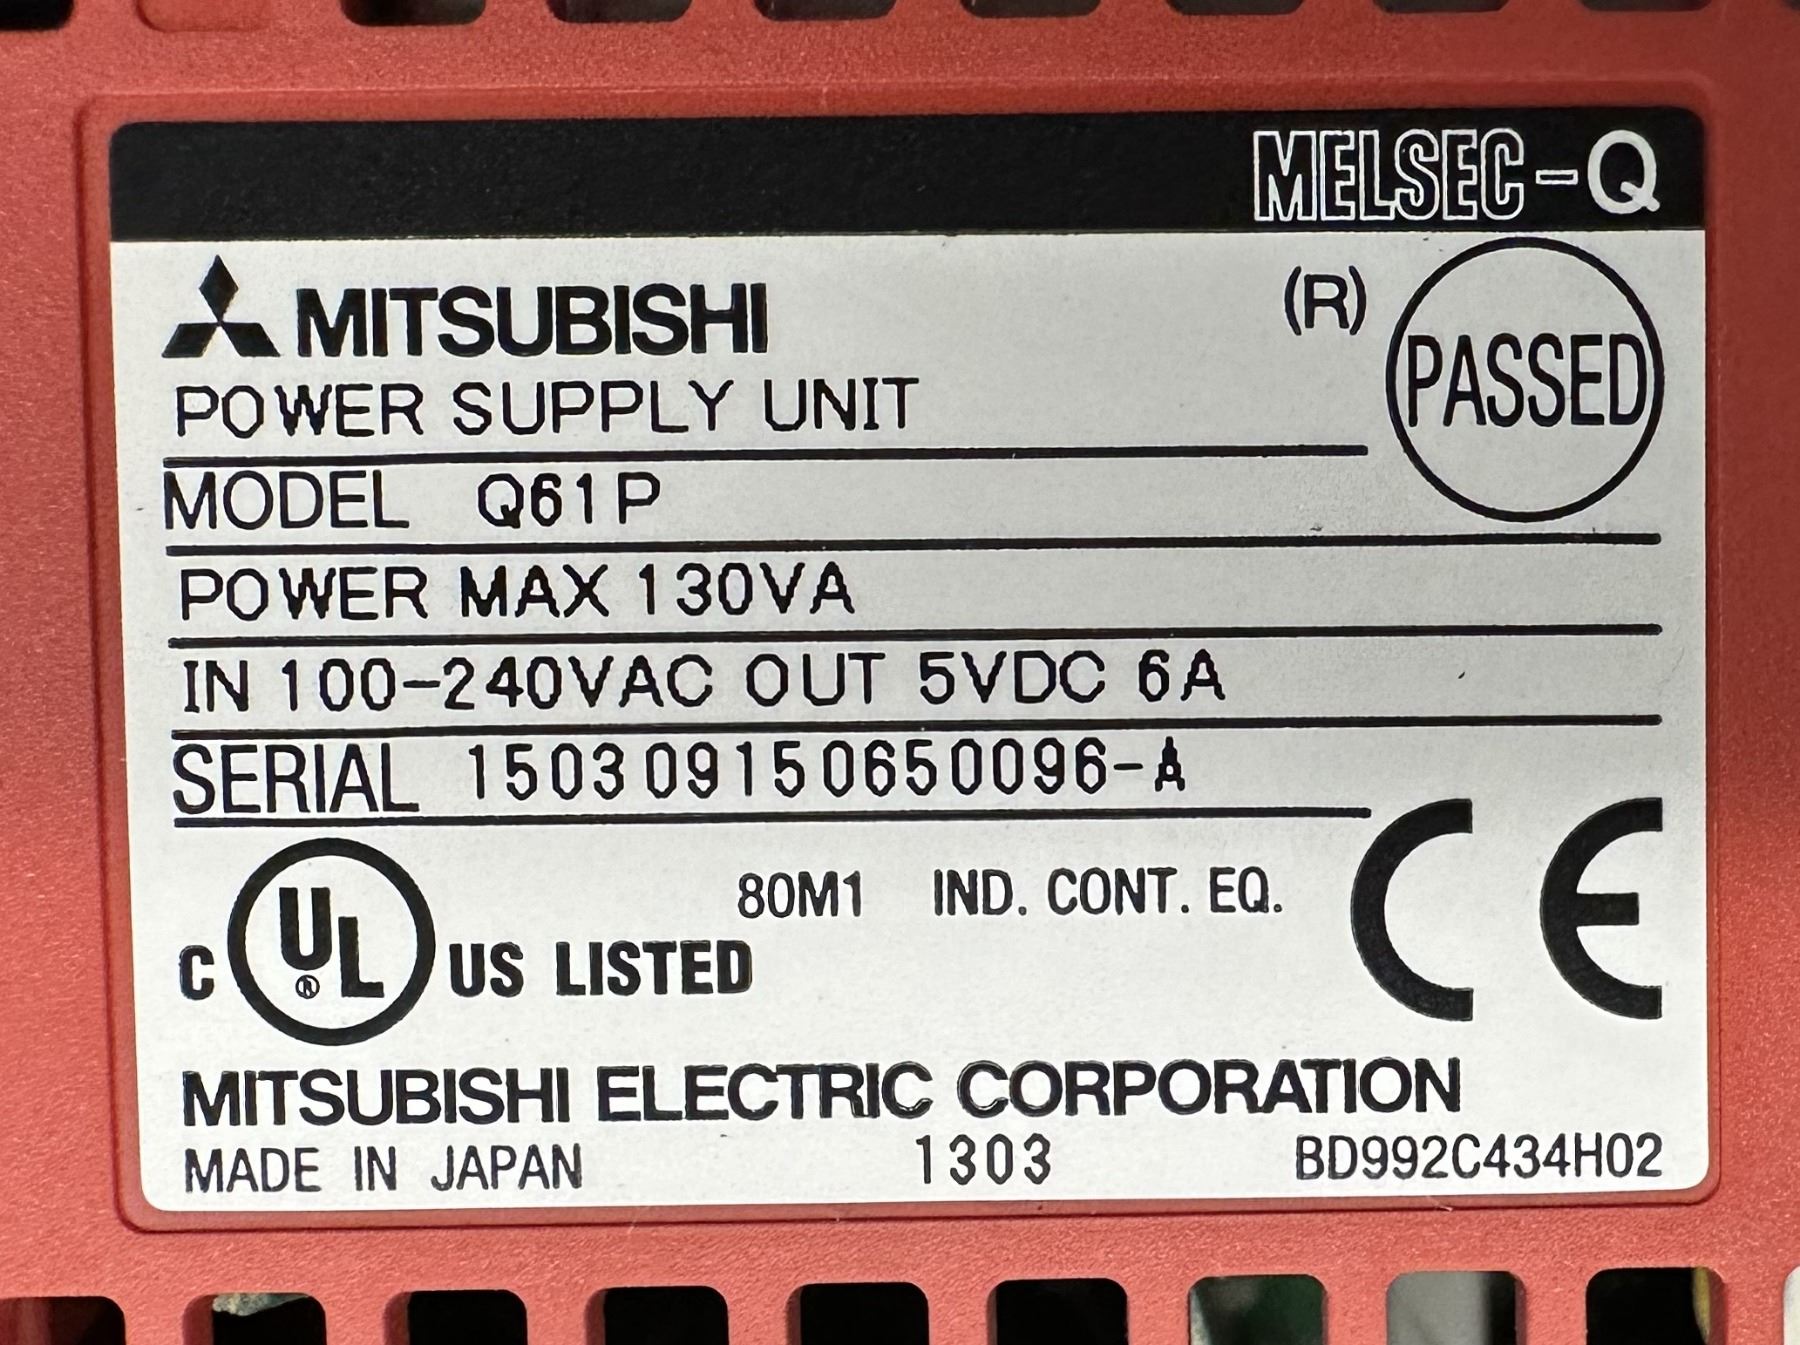 MELSEC-Q
MITSUBISHI
(R) PASSED
POWER SUPPLY UNIT
MODEL Q61P
POWER MAX 130VA
IN 100-240VAC OUT 5VDC 6A
SERIAL 150309150650096-A
80M1 IND. CONT. EQ.
C UL® US LISTED
CE
MITSUBISHI ELECTRIC CORPORATION
MADE IN JAPAN 1303 BD992C434H02